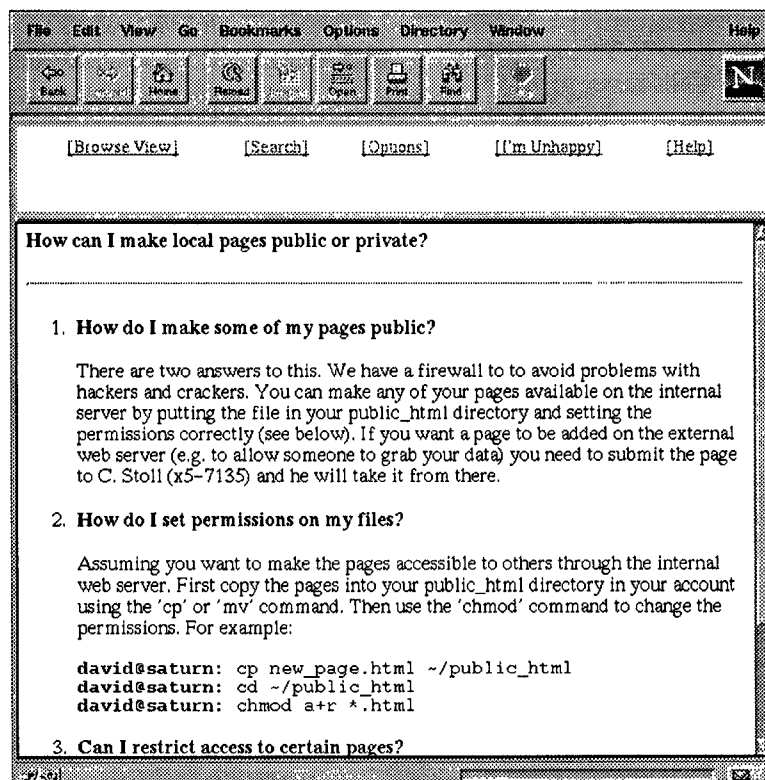 File Edit View Go Bookmarks Options Directory Window Help
Back Home Reload Open Print Find
N
[Browse View] [Search] [Options] [I'm Unhappy] [Help]
How can I make local pages public or private?
1. How do I make some of my pages public?
There are two answers to this. We have a firewall to to avoid problems with
hackers and crackers. You can make any of your pages available on the internal
server by putting the file in your public_html directory and setting the
permissions correctly (see below). If you want a page to be added on the external
web server (e.g. to allow someone to grab your data) you need to submit the page
to C. Stoll (x5-7135) and he will take it from there.
2. How do I set permissions on my files?
Assuming you want to make the pages accessible to others through the internal
web server. First copy the pages into your public_html directory in your account
using the 'cp' or 'mv' command. Then use the 'chmod' command to change the
permissions. For example:
david@saturn: cp new_page.html ~/public_html
david@saturn: cd ~/public_html
david@saturn: chmod a+r *.html
3. Can I restrict access to certain pages?